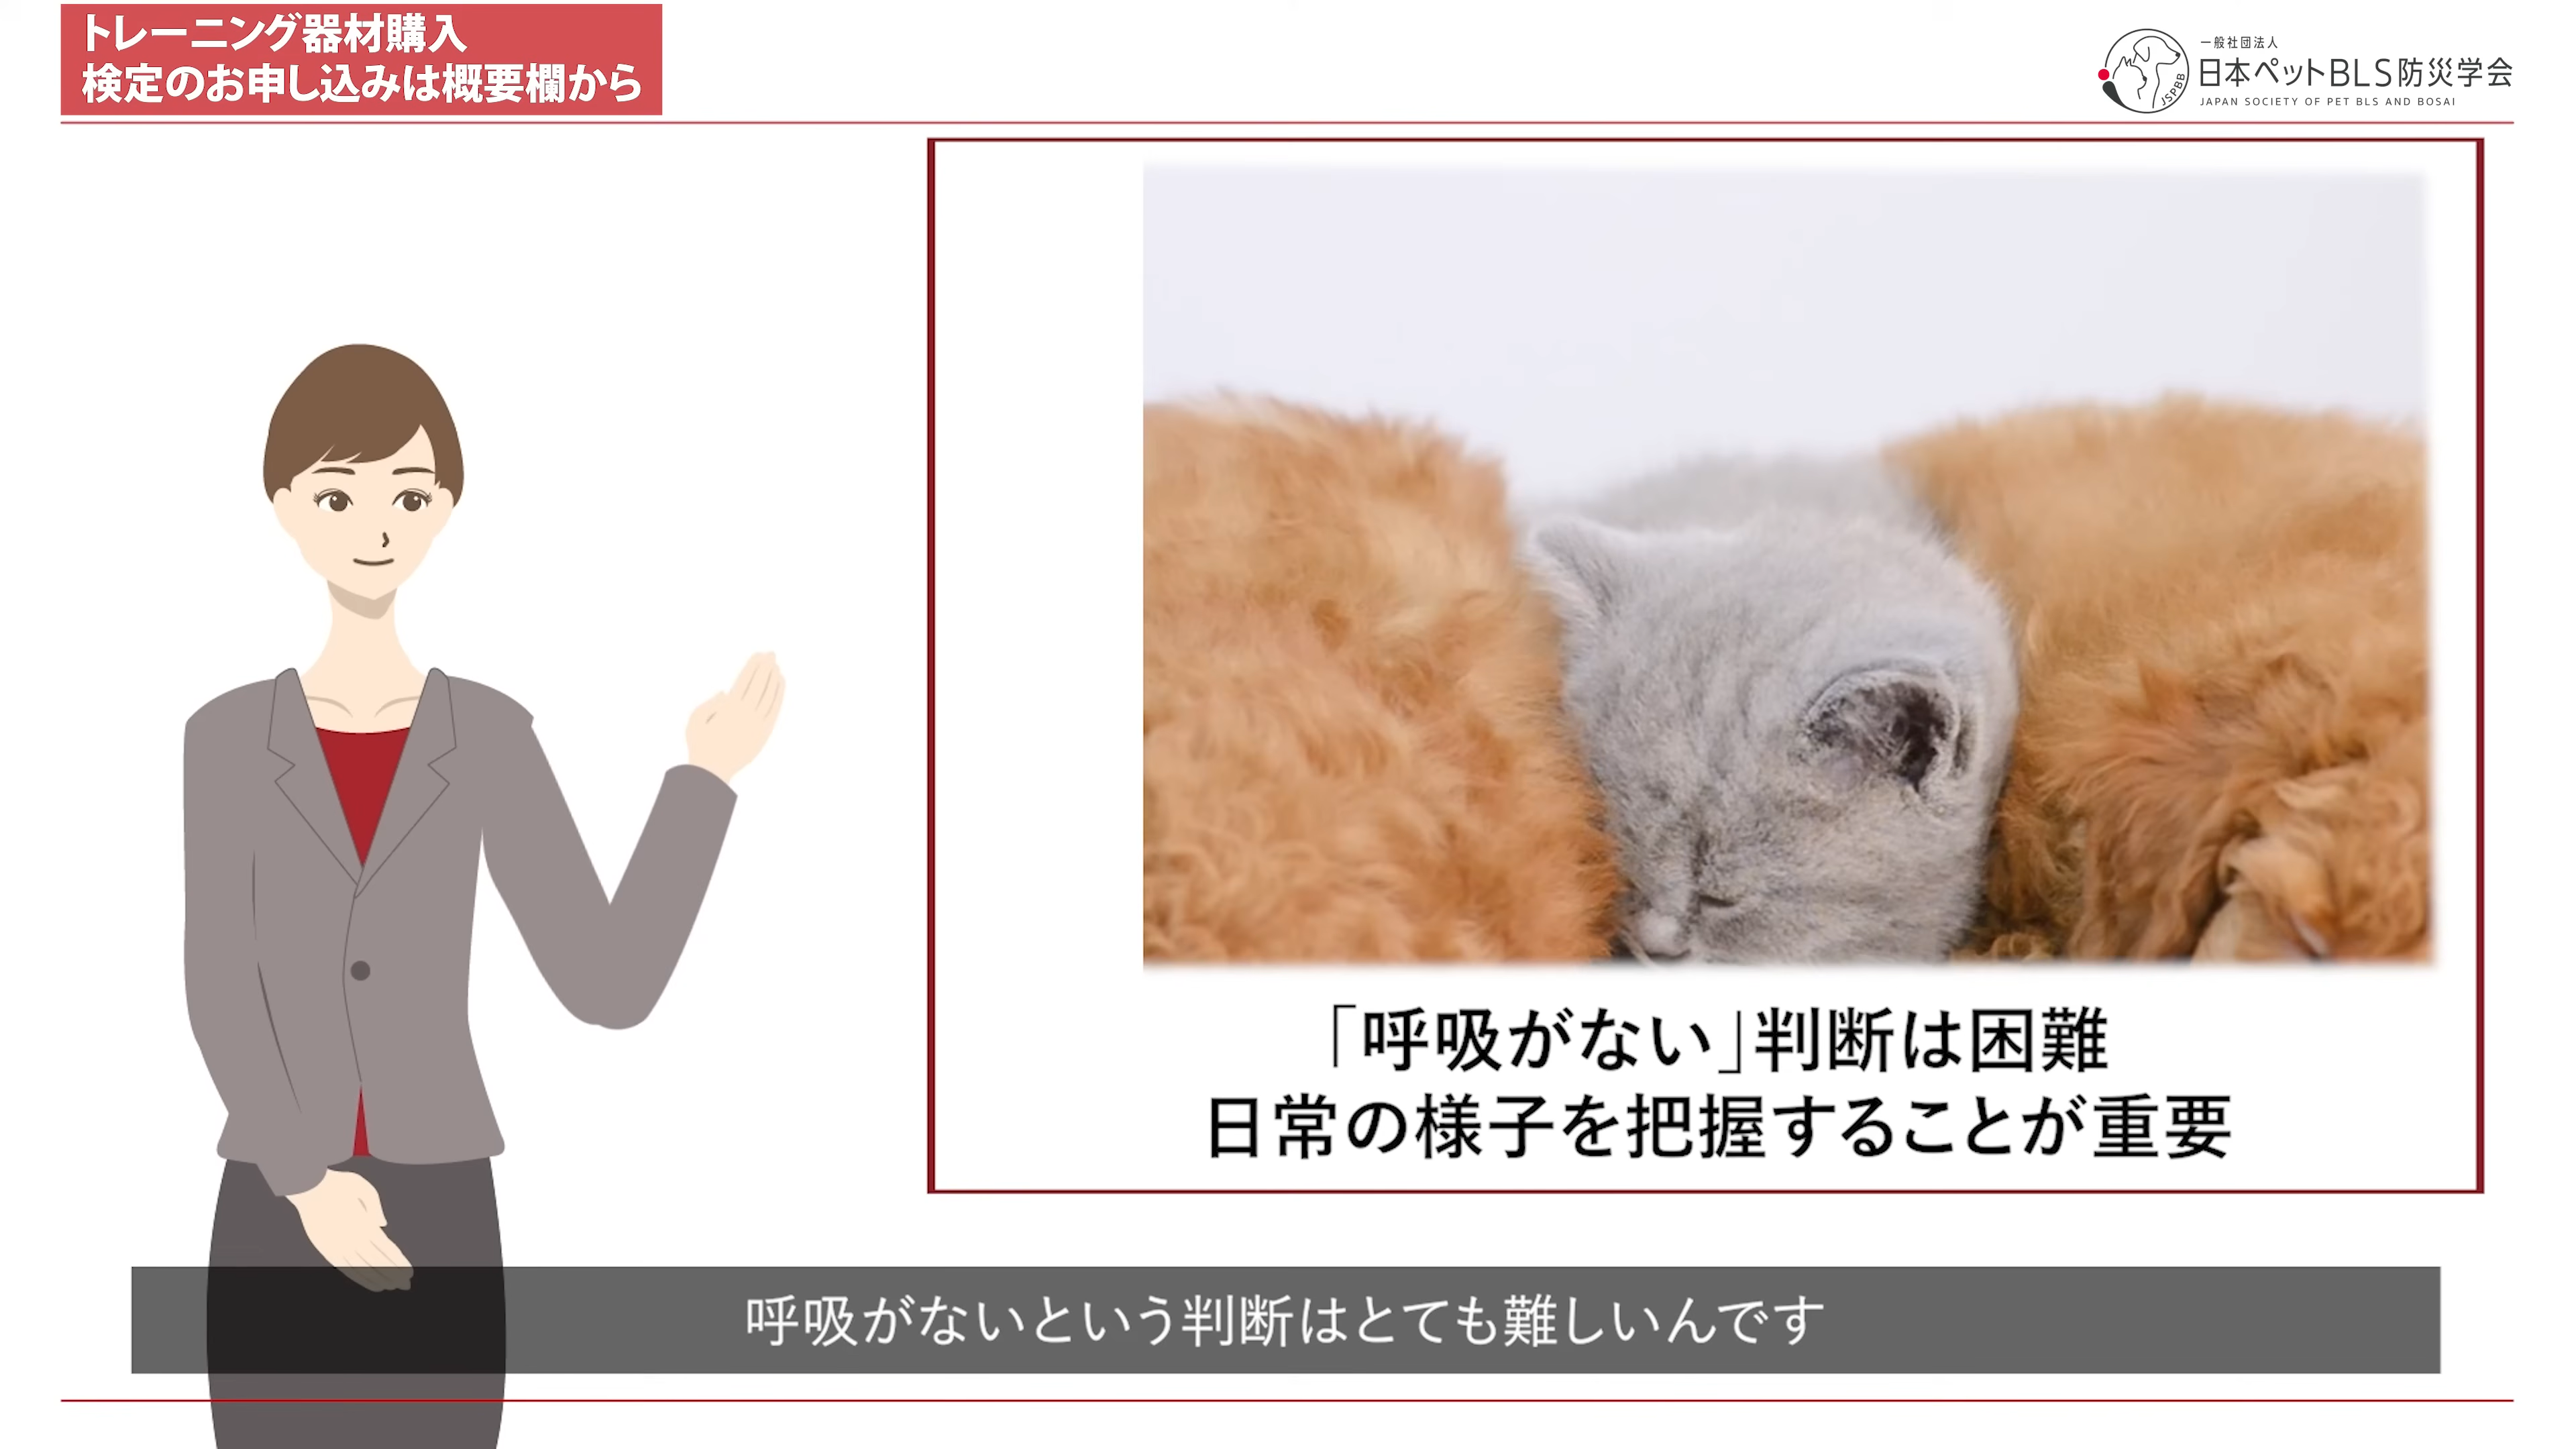 トレーニング器材購入
検定のお申し込みは概要欄から
一般社団法人
日本ペットBLS防災学会
JAPAN SOCIETY OF PET BLS AND BOSAI
JSPBB
「呼吸がない」判断は困難
日常の様子を把握することが重要
呼吸がないという判断はとても難しいんです